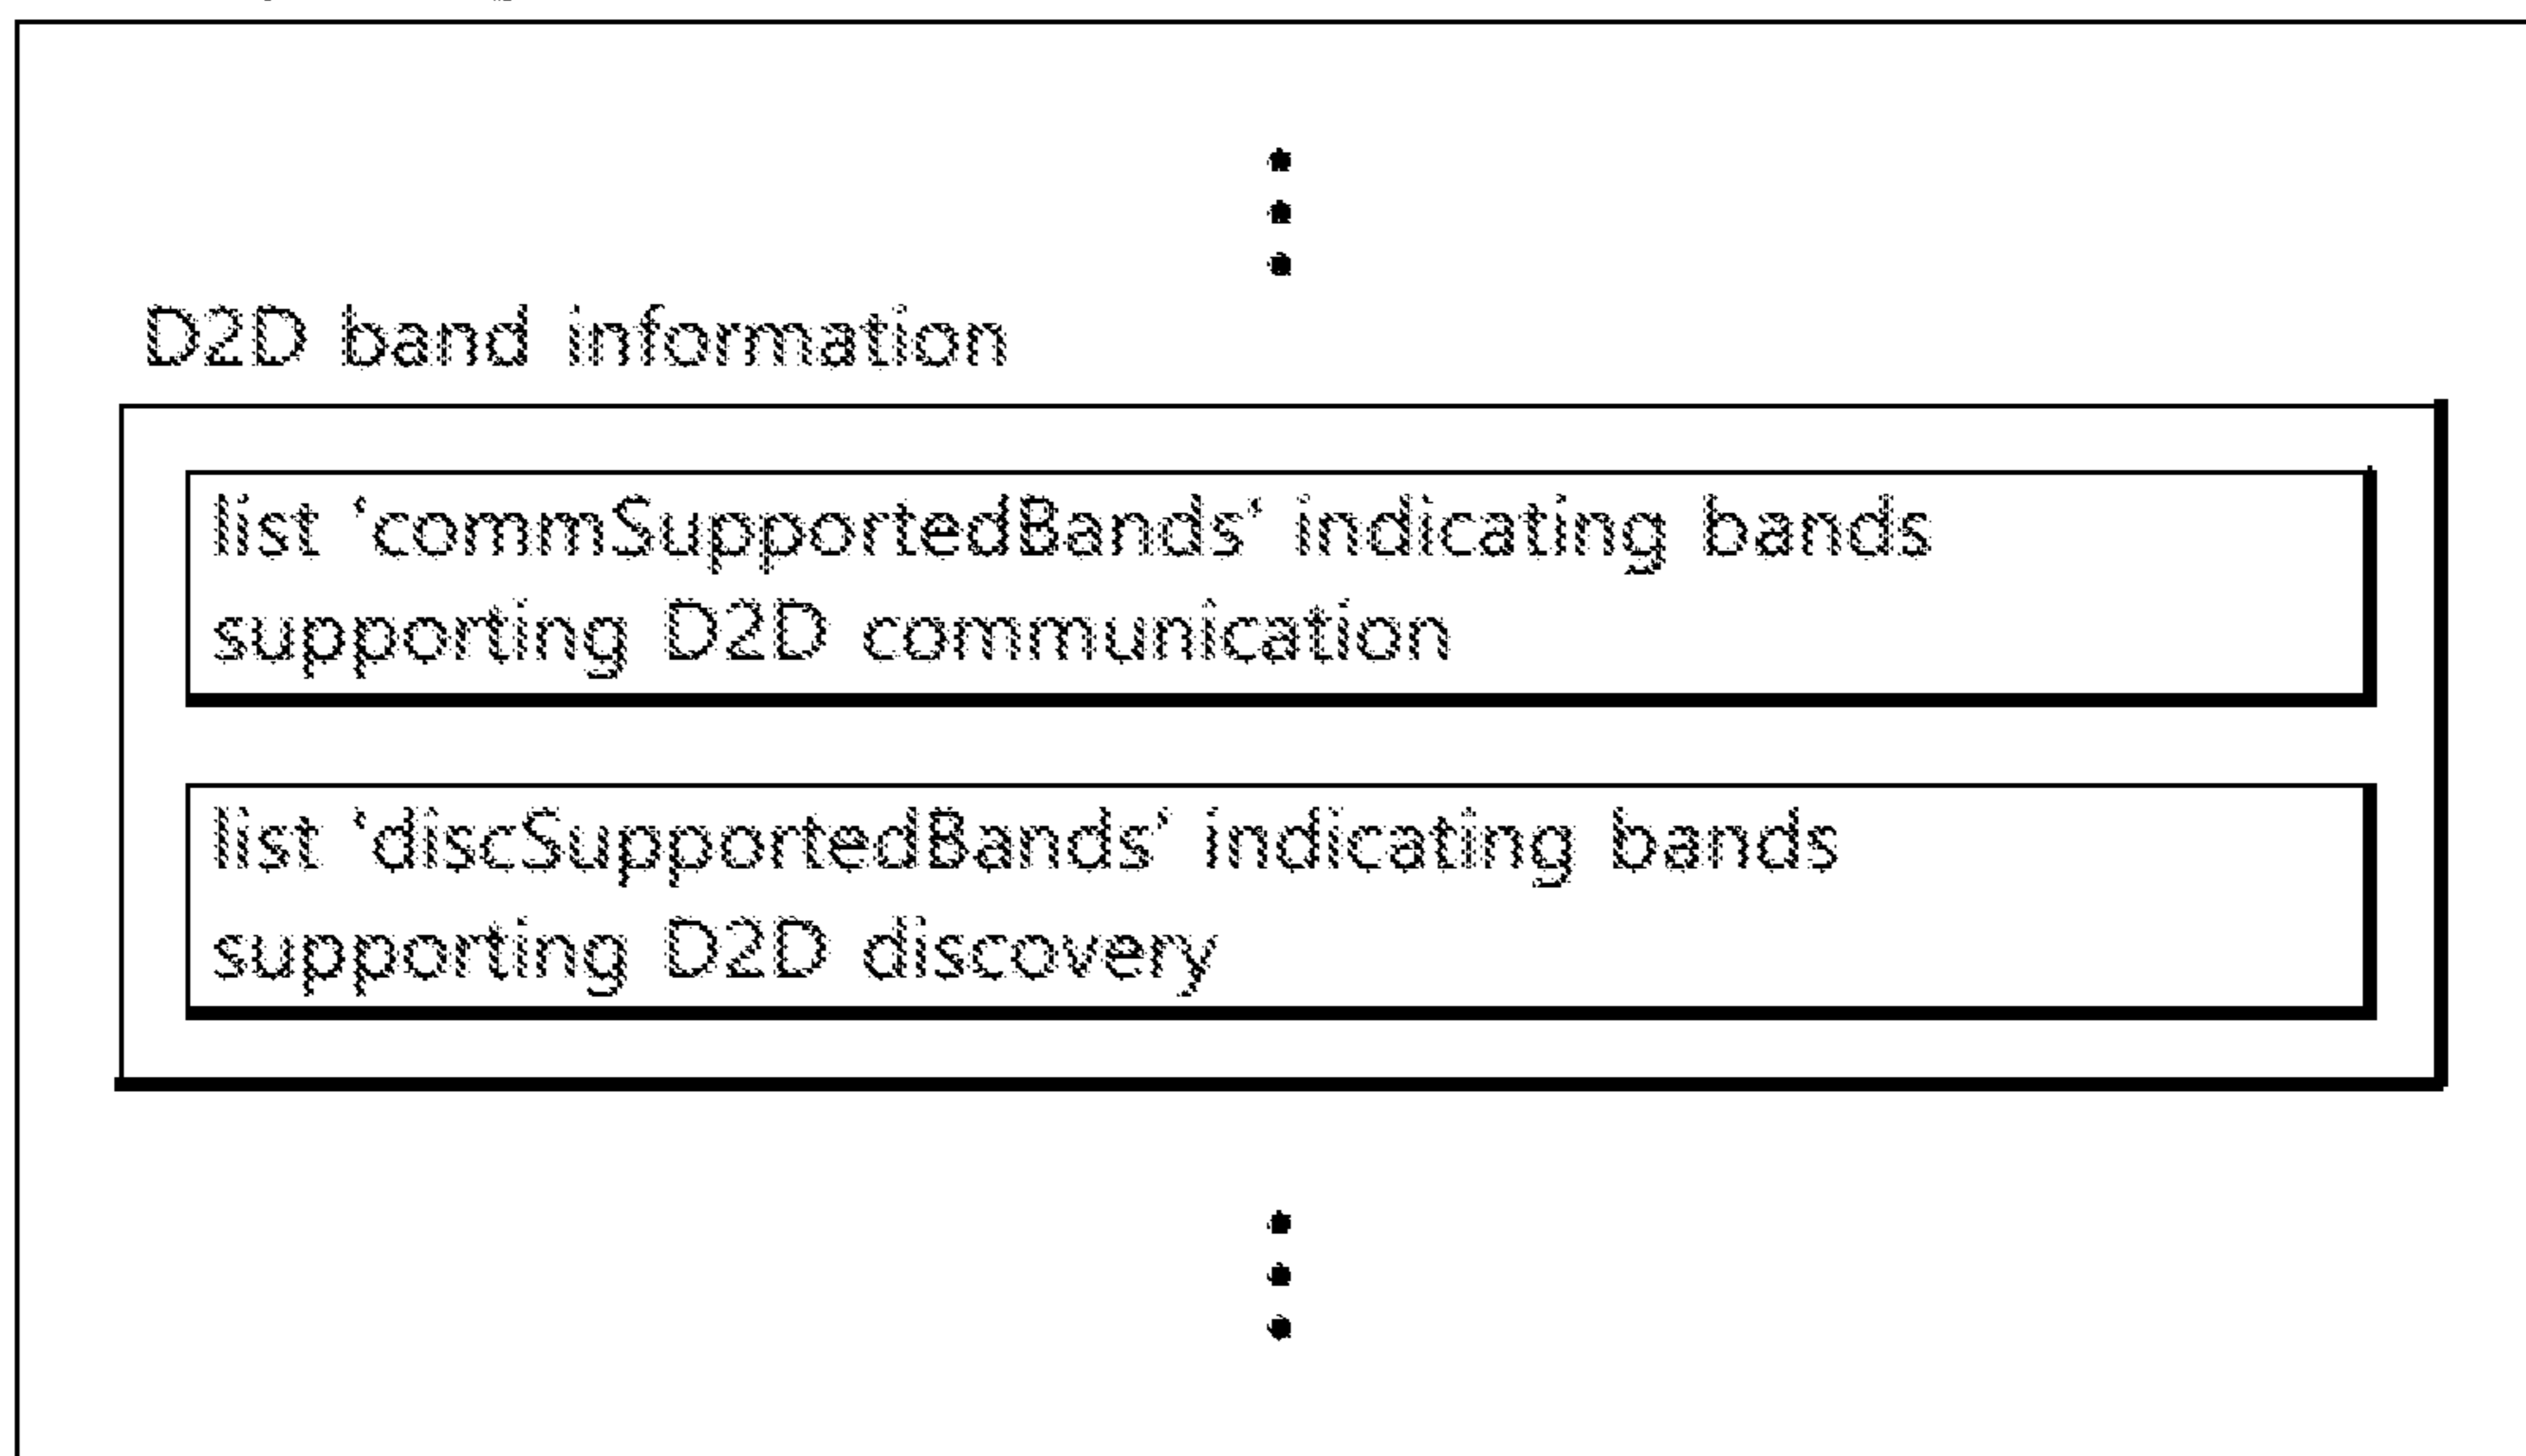 D2D band information
list ‘commSupportedBands‘ indicating bands
supporting D2D communication
list ‘discSupportedBands’ indicating bands
supporting D2D discovery